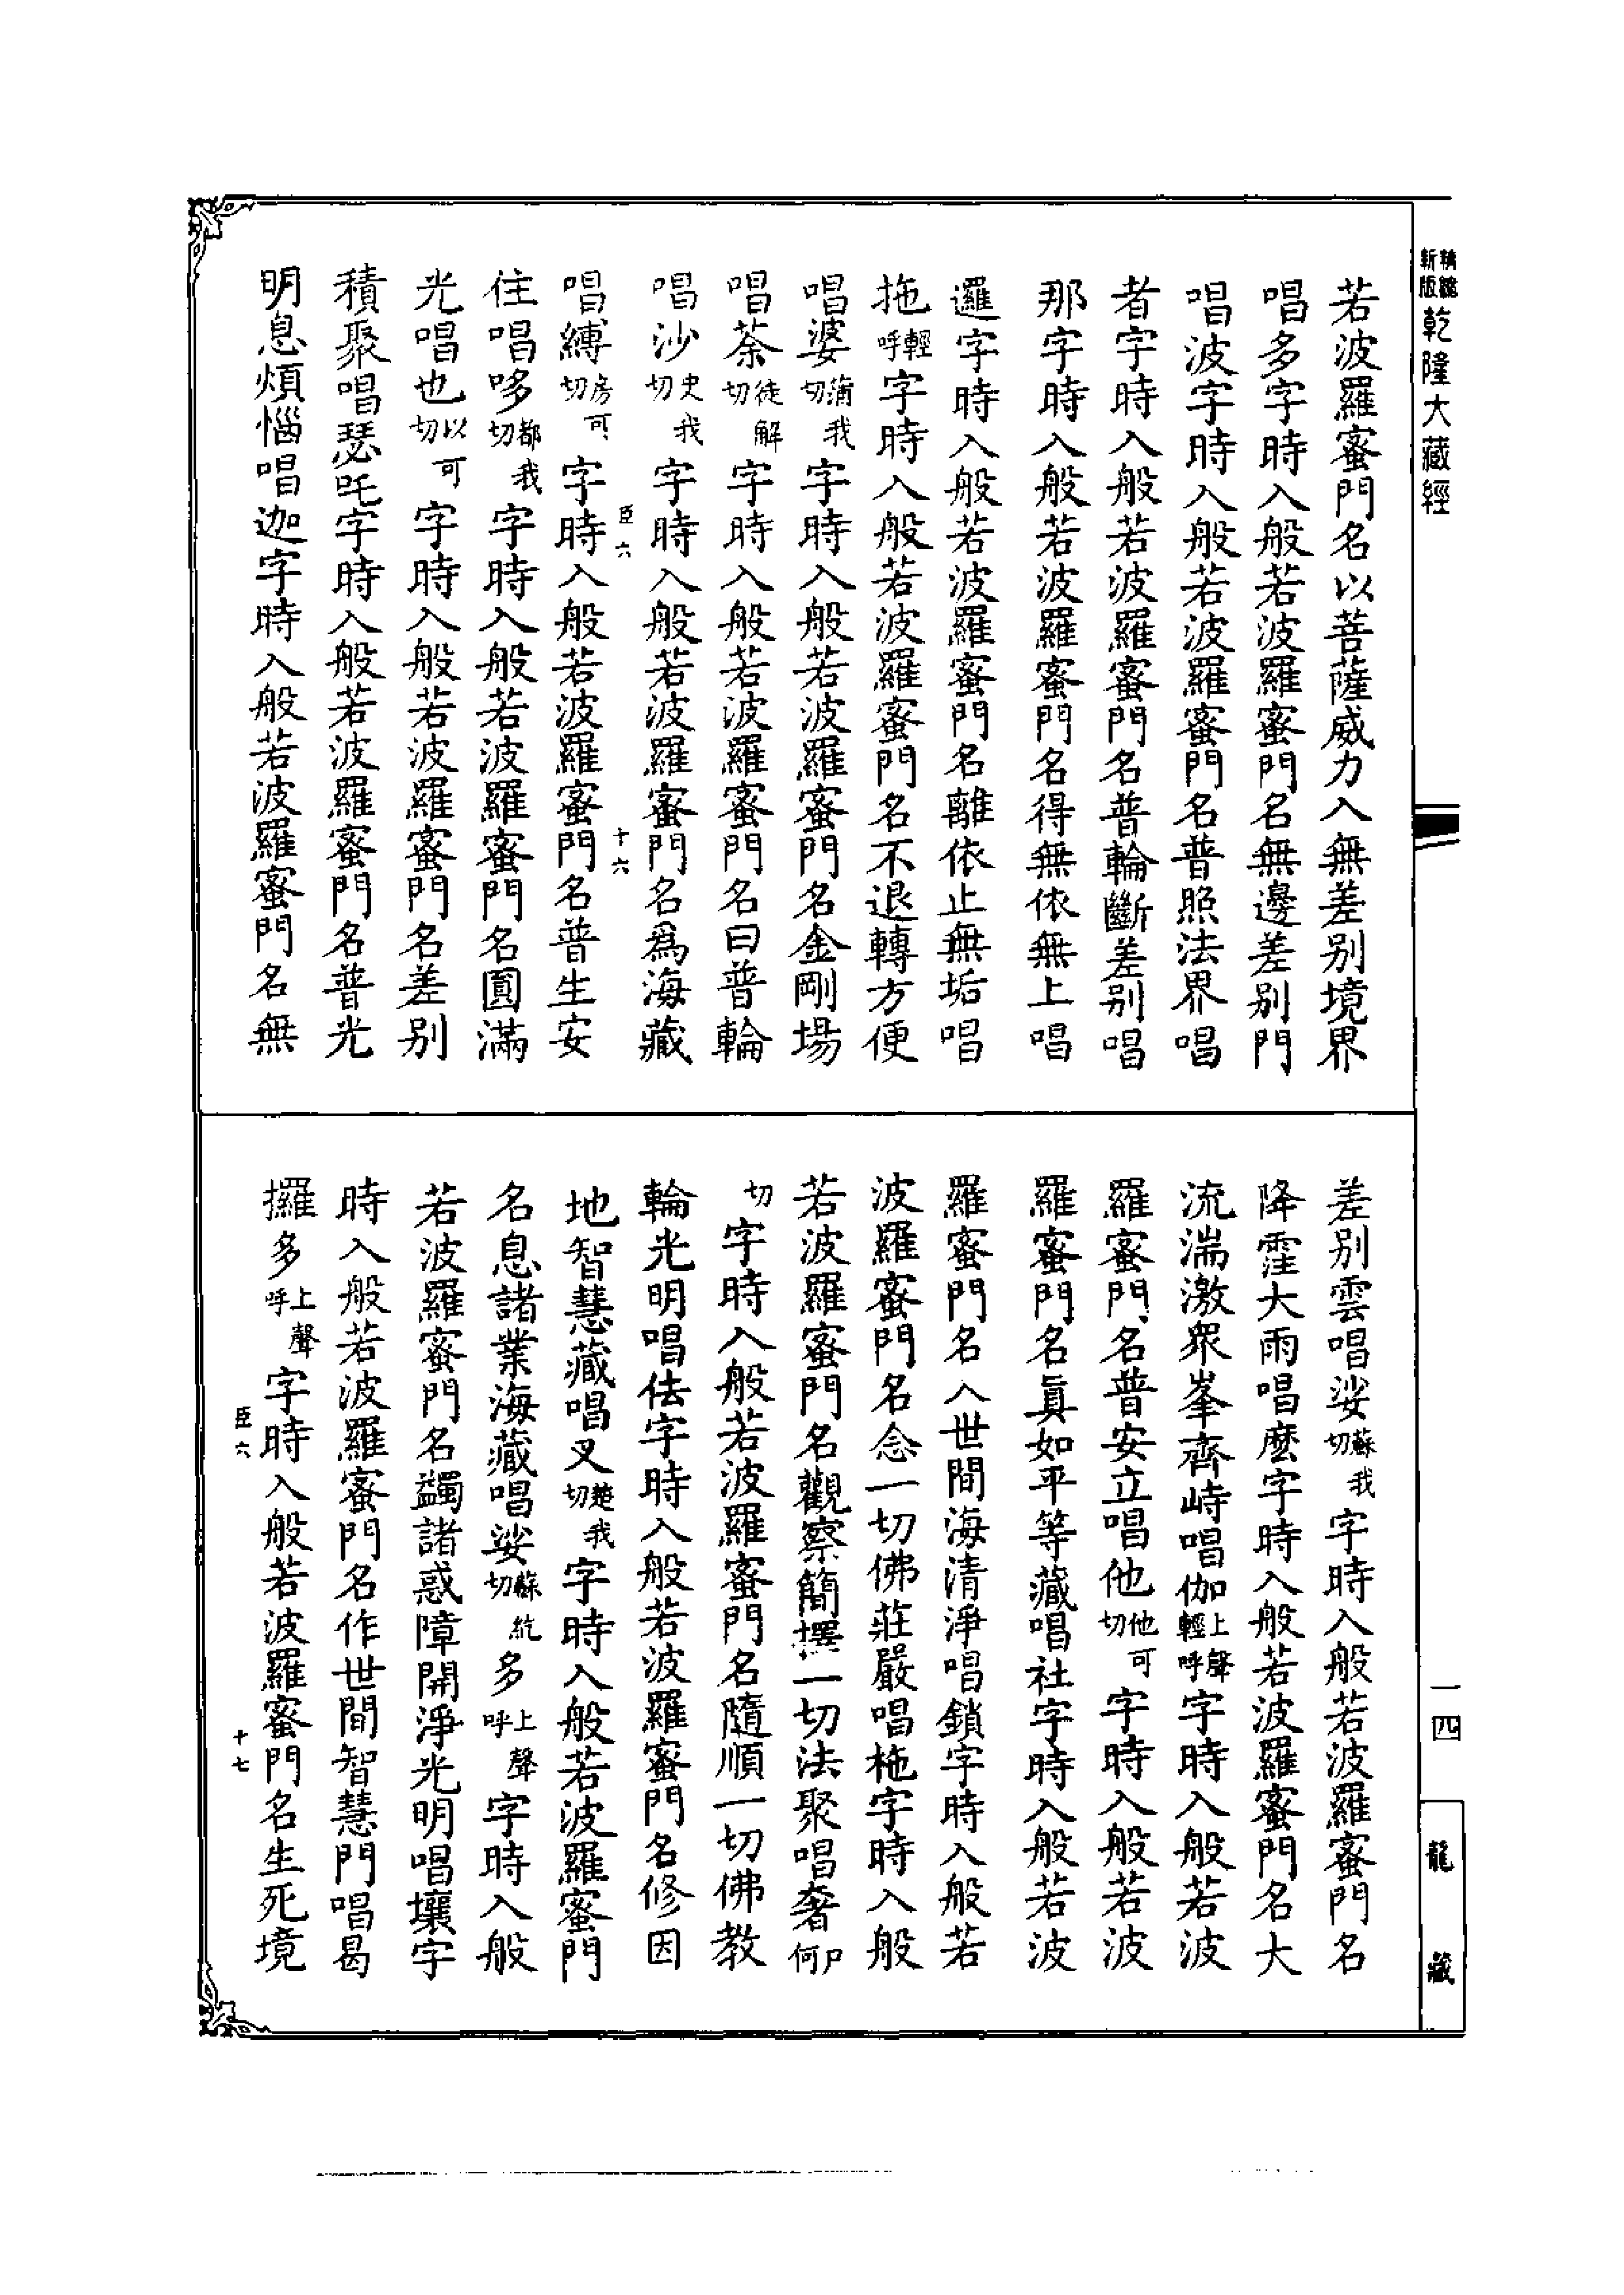 新版精縮乾隆大藏經
若波羅蜜門名以菩薩威力入無差別境界
唱多字時入般若波羅蜜門名無邊差別門
唱波字時入般若波羅蜜門名普照法界唱
者字時入般若波羅蜜門名普輪斷差別唱
那字時入般若波羅蜜門名得無依無上唱
邏字時入般若波羅蜜門名離依止無垢唱
拖輕呼字時入般若波羅蜜門名不退轉方便
唱婆蒲我切字時入般若波羅蜜門名金剛場
唱荼徒解切字時入般若波羅蜜門名曰普輪
唱沙史我切字時入般若波羅蜜門名爲海藏
臣六 十六
唱縛房可切字時入般若波羅蜜門名普生安
住唱哆都我切字時入般若波羅蜜門名圓滿
光唱也以可切字時入般若波羅蜜門名差別
積聚唱瑟吒字時入般若波羅蜜門名普光
明息煩惱唱迦字時入般若波羅蜜門名無
差別雲唱娑蘇我切字時入般若波羅蜜門名
降霔大雨唱麽字時入般若波羅蜜門名大
流湍激衆峯齊峙唱伽上聲輕呼字時入般若波
羅蜜門名普安立唱他他可切字時入般若波
羅蜜門名眞如平等藏唱社字時入般若波
羅蜜門名入世間海清淨唱鎖字時入般若
波羅蜜門名念一切佛莊嚴唱柂字時入般
若波羅蜜門名觀察簡擇一切法聚唱奢尸何
切字時入般若波羅蜜門名隨順一切佛教
輪光明唱佉字時入般若波羅蜜門名修因
地智慧藏唱叉楚我切字時入般若波羅蜜門
名息諸業海藏唱娑蘇紇切多上聲呼字時入般
若波羅蜜門名蠲諸惑障開淨光明唱壤字
時入般若波羅蜜門名作世間智慧門唱曷
攞多上聲呼字時入般若波羅蜜門名生死境
臣六 十七
一四
龍藏